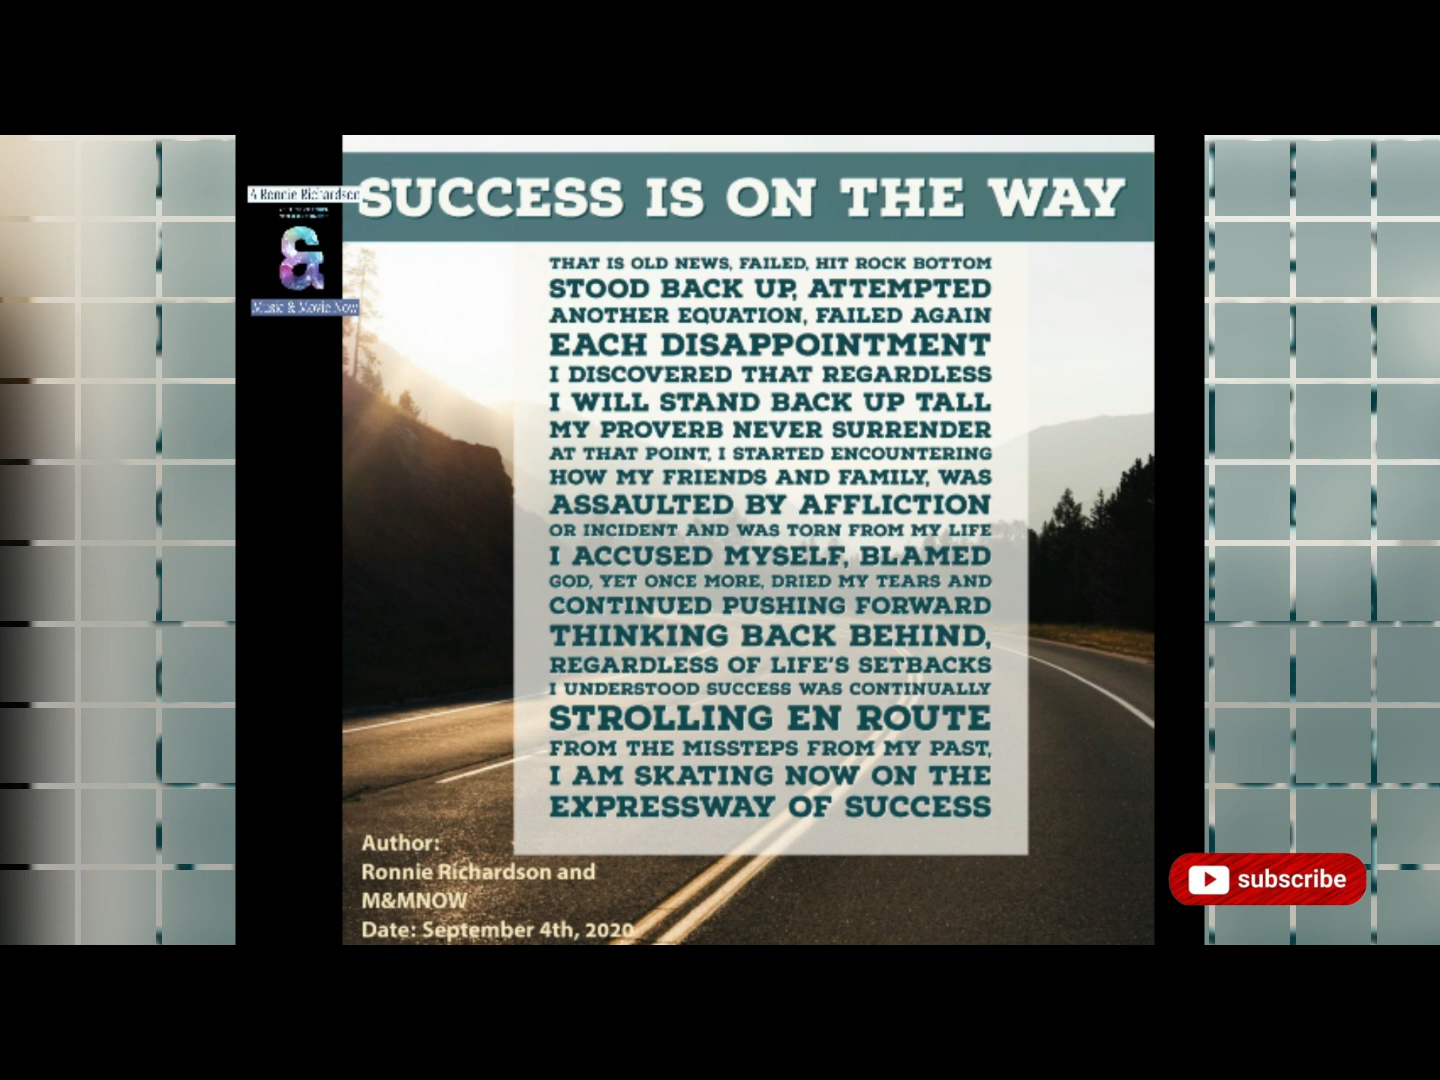 A Ronnie Richardson
Music & Movie Now
SUCCESS IS ON THE WAY
THAT IS OLD NEWS, FAILED, HIT ROCK BOTTOM
STOOD BACK UP, ATTEMPTED
ANOTHER EQUATION, FAILED AGAIN
EACH DISAPPOINTMENT
I DISCOVERED THAT REGARDLESS
I WILL STAND BACK UP TALL
MY PROVERB NEVER SURRENDER
AT THAT POINT, I STARTED ENCOUNTERING
HOW MY FRIENDS AND FAMILY, WAS
ASSAULTED BY AFFLICTION
OR INCIDENT AND WAS TORN FROM MY LIFE
I ACCUSED MYSELF, BLAMED
GOD, YET ONCE MORE, DRIED MY TEARS AND
CONTINUED PUSHING FORWARD
THINKING BACK BEHIND,
REGARDLESS OF LIFE'S SETBACKS
I UNDERSTOOD SUCCESS WAS CONTINUALLY
STROLLING EN ROUTE
FROM THE MISSTEPS FROM MY PAST,
I AM SKATING NOW ON THE
EXPRESSWAY OF SUCCESS
Author:
Ronnie Richardson and
M&MNOW
Date: September 4th, 2020
subscribe